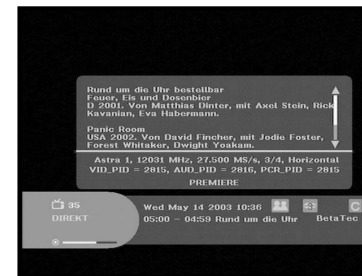 Rund um die Uhr bestellbar
Feuer, Eis und Dosenbier
D 2001. Von Matthias Dinter, mit Axel Stein, Rick
Kavanian, Eva Habermann.
Panic Room
USA 2002. Von David Fincher, mit Jodie Foster,
Forest Whitaker, Dwight Yoakam.
Astra 1, 12031 MHz, 27.500 MS/s, 3/4, Horizontal
VID_PID = 2815, AUD_PID = 2816, PCR_PID = 2815
PREMIERE
35
DIREKT
Wed May 14 2003 10:36
C
05:00 - 04:59 Rund um die Uhr
BetaTec